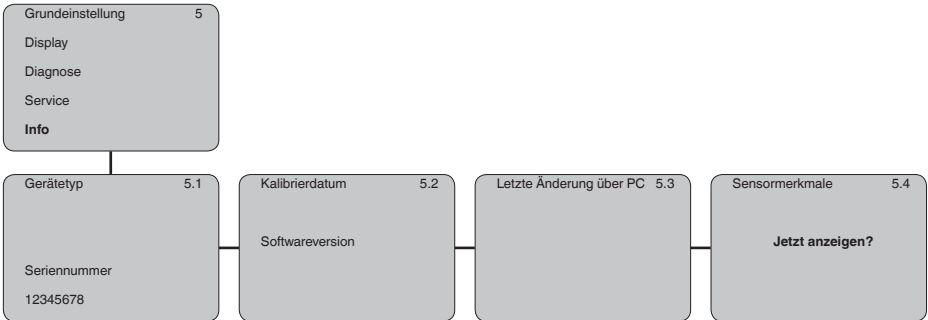 Grundeinstellung 5
Display
Diagnose
Service
Info
Gerätetyp 5.1
Seriennummer
12345678
Kalibrierdatum 5.2
Softwareversion
Letzte Änderung über PC 5.3
Sensormerkmale 5.4
Jetzt anzeigen?